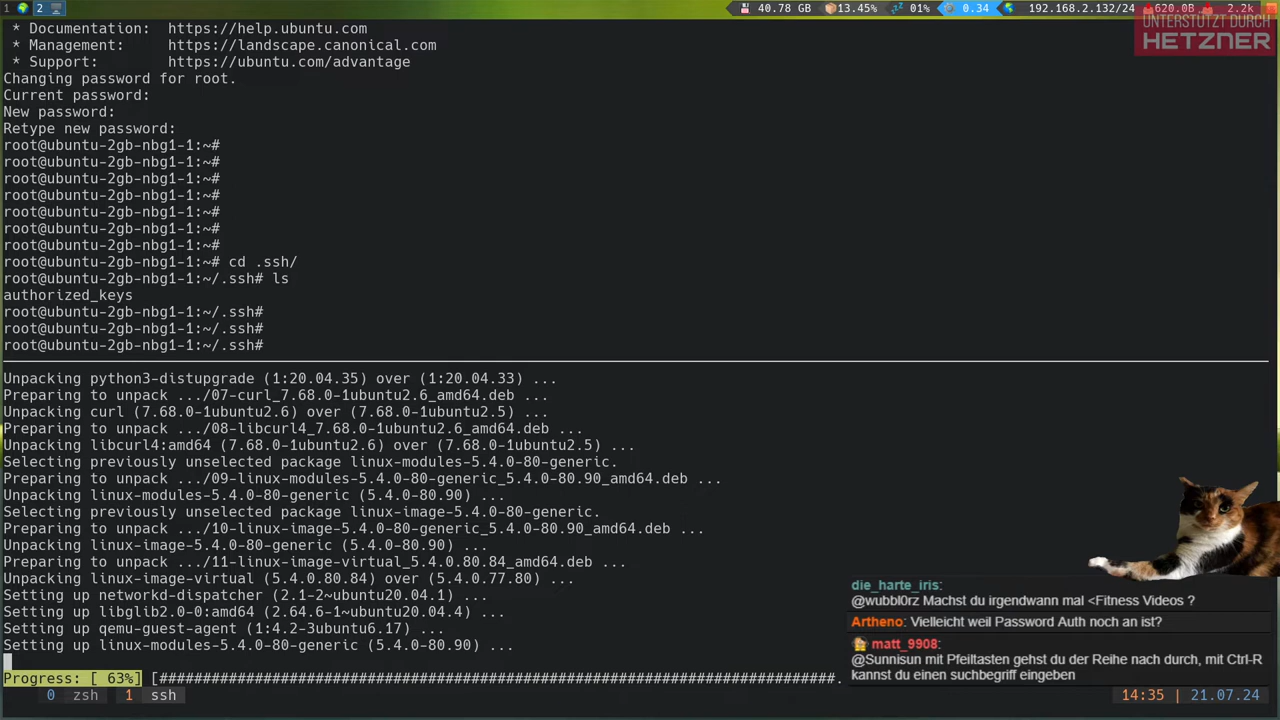 1 2 40.78 GB 13.45% 01% 0.34 192.168.2.132/24 620.0B 2.2k
UNTERSTÜTZT DURCH
HETZNER
* Documentation: https://help.ubuntu.com
* Management: https://landscape.canonical.com
* Support: https://ubuntu.com/advantage
Changing password for root.
Current password:
New password:
Retype new password:
root@ubuntu-2gb-nbg1-1:~#
root@ubuntu-2gb-nbg1-1:~#
root@ubuntu-2gb-nbg1-1:~#
root@ubuntu-2gb-nbg1-1:~#
root@ubuntu-2gb-nbg1-1:~#
root@ubuntu-2gb-nbg1-1:~#
root@ubuntu-2gb-nbg1-1:~#
root@ubuntu-2gb-nbg1-1:~# cd .ssh/
root@ubuntu-2gb-nbg1-1:~/.ssh# ls
authorized_keys
root@ubuntu-2gb-nbg1-1:~/.ssh#
root@ubuntu-2gb-nbg1-1:~/.ssh#
root@ubuntu-2gb-nbg1-1:~/.ssh#
Unpacking python3-distupgrade (1:20.04.35) over (1:20.04.33) ...
Preparing to unpack .../07-curl_7.68.0-1ubuntu2.6_amd64.deb ...
Unpacking curl (7.68.0-1ubuntu2.6) over (7.68.0-1ubuntu2.5) ...
Preparing to unpack .../08-libcurl4_7.68.0-1ubuntu2.6_amd64.deb ...
Unpacking libcurl4:amd64 (7.68.0-1ubuntu2.6) over (7.68.0-1ubuntu2.5) ...
Selecting previously unselected package linux-modules-5.4.0-80-generic.
Preparing to unpack .../09-linux-modules-5.4.0-80-generic_5.4.0-80.90_amd64.deb ...
Unpacking linux-modules-5.4.0-80-generic (5.4.0-80.90) ...
Selecting previously unselected package linux-image-5.4.0-80-generic.
Preparing to unpack .../10-linux-image-5.4.0-80-generic_5.4.0-80.90_amd64.deb ...
Unpacking linux-image-5.4.0-80-generic (5.4.0-80.90) ...
Preparing to unpack .../11-linux-image-virtual_5.4.0.80.84_amd64.deb ...
Unpacking linux-image-virtual (5.4.0.80.84) over (5.4.0.77.80) ...
Setting up networkd-dispatcher (2.1-2~ubuntu20.04.1) ...
Setting up libglib2.0-0:amd64 (2.64.6-1~ubuntu20.04.4) ...
Setting up qemu-guest-agent (1:4.2-3ubuntu6.17) ...
Setting up linux-modules-5.4.0-80-generic (5.4.0-80.90) ...
Progress: [ 63%] [##############################################################################.
die_harte_iris:
@wubbl0rz Machst du irgendwann mal <Fitness Videos ?
Artheno: Vielleicht weil Password Auth noch an ist?
matt_9908:
@Sunnisun mit Pfeiltasten gehst du der Reihe nach durch, mit Ctrl-R
kannst du einen suchbegriff eingeben
0 zsh 1 ssh 14:35 | 21.07.24